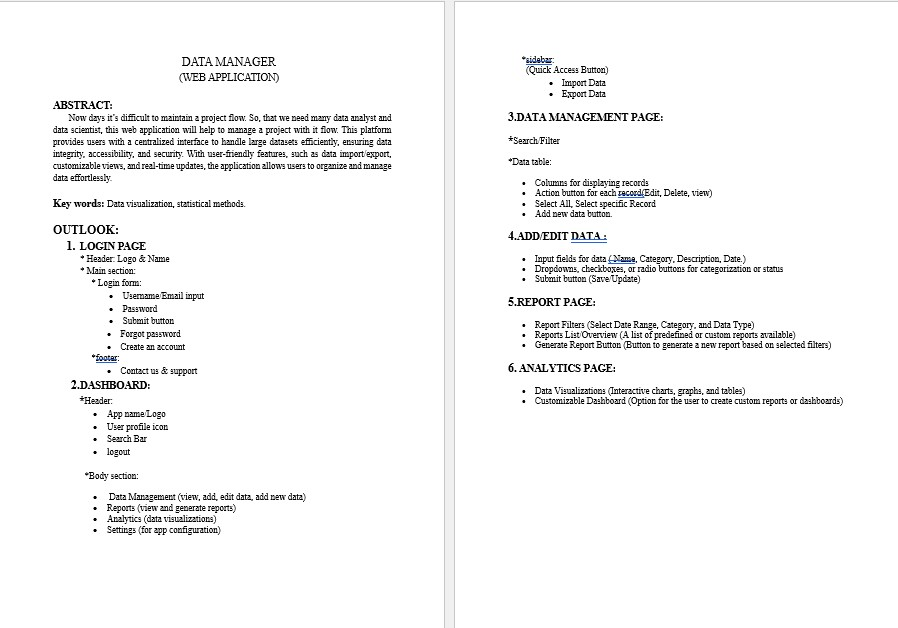 DATA MANAGER
(WEB APPLICATION)
ABSTRACT:
Now days it's difficult to maintain a project flow. So, that we need many data analyst and
data scientist, this web application will help to manage a project with it flow. This platform
provides users with a centralized interface to handle large datasets efficiently, ensuring data
integrity, accessibility, and security. With user-friendly features, such as data import/export,
customizable views, and real-time updates, the application allows users to organize and manage
data effortlessly.
Key words: Data visualization, statistical methods.
OUTLOOK:
1. LOGIN PAGE
* Header: Logo & Name
* Main section:
* Login form:
• Username/Email input
• Password
• Submit button
• Forgot password
• Create an account
*footer:
• Contact us & support
2.DASHBOARD:
*Header:
• App name/Logo
• User profile icon
• Search Bar
• logout
*Body section:
• Data Management (view, add, edit data, add new data)
• Reports (view and generate reports)
• Analytics (data visualizations)
• Settings (for app configuration)
*sidebar:
(Quick Access Button)
• Import Data
• Export Data
3.DATA MANAGEMENT PAGE:
*Search/Filter
*Data table:
• Columns for displaying records
• Action button for each record(Edit, Delete, view)
• Select All, Select specific Record
• Add new data button.
4.ADD/EDIT DATA :
• Input fields for data ( Name, Category, Description, Date.)
• Dropdowns, checkboxes, or radio buttons for categorization or status
• Submit button (Save/Update)
5.REPORT PAGE:
• Report Filters (Select Date Range, Category, and Data Type)
• Reports List/Overview (A list of predefined or custom reports available)
• Generate Report Button (Button to generate a new report based on selected filters)
6. ANALYTICS PAGE:
• Data Visualizations (Interactive charts, graphs, and tables)
• Customizable Dashboard (Option for the user to create custom reports or dashboards)